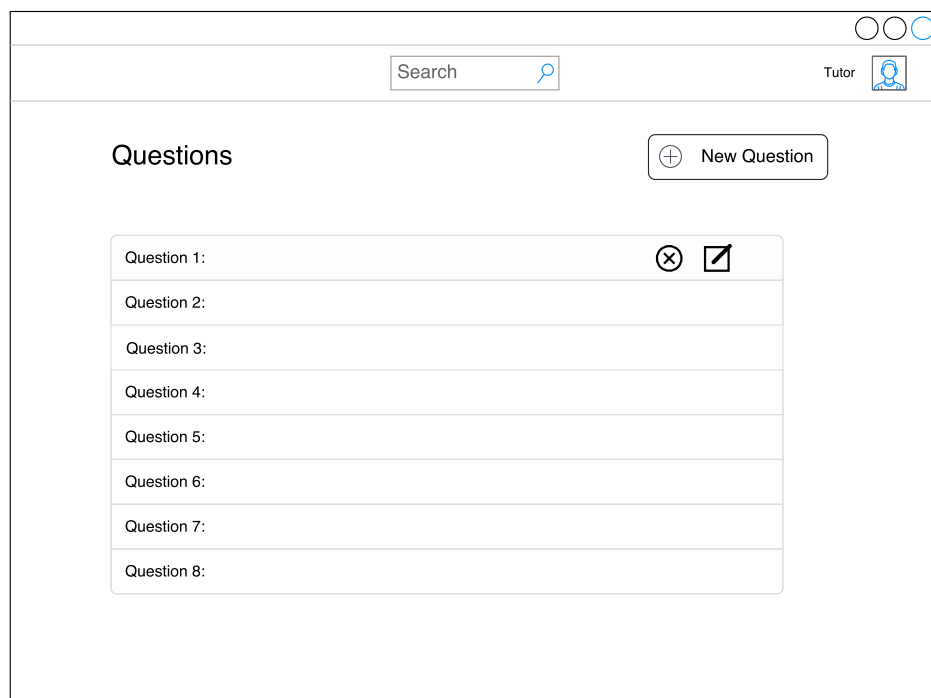 Search
Tutor
Questions
New Question
Question 1:
Question 2:
Question 3:
Question 4:
Question 5:
Question 6:
Question 7:
Question 8: